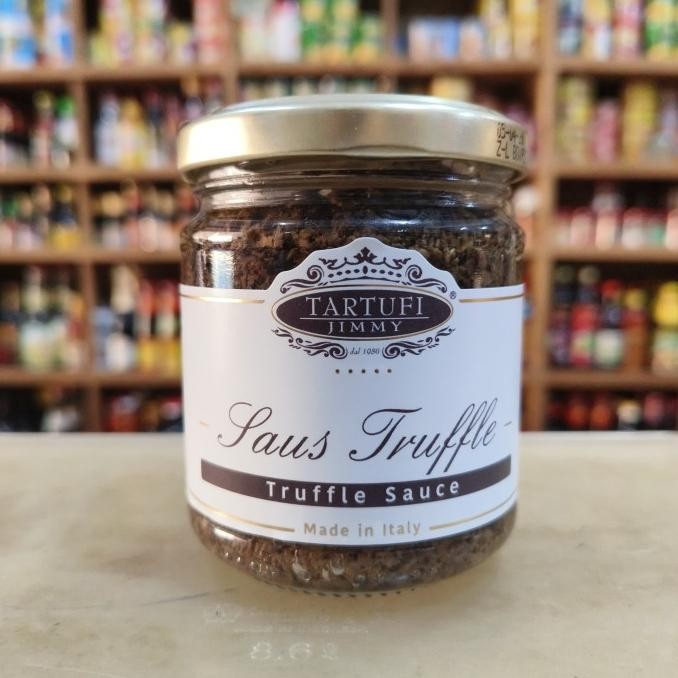 TARTUFI
JIMMY
®
dal 1980
Saus Truffle
Truffle Sauce
Made in Italy